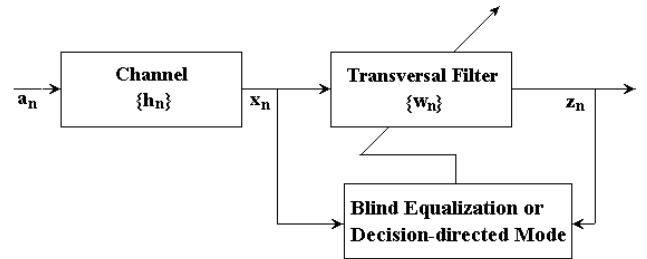 Channel
{hn}
an
xn
Transversal Filter
{wn}
zn
Blind Equalization or
Decision-directed Mode